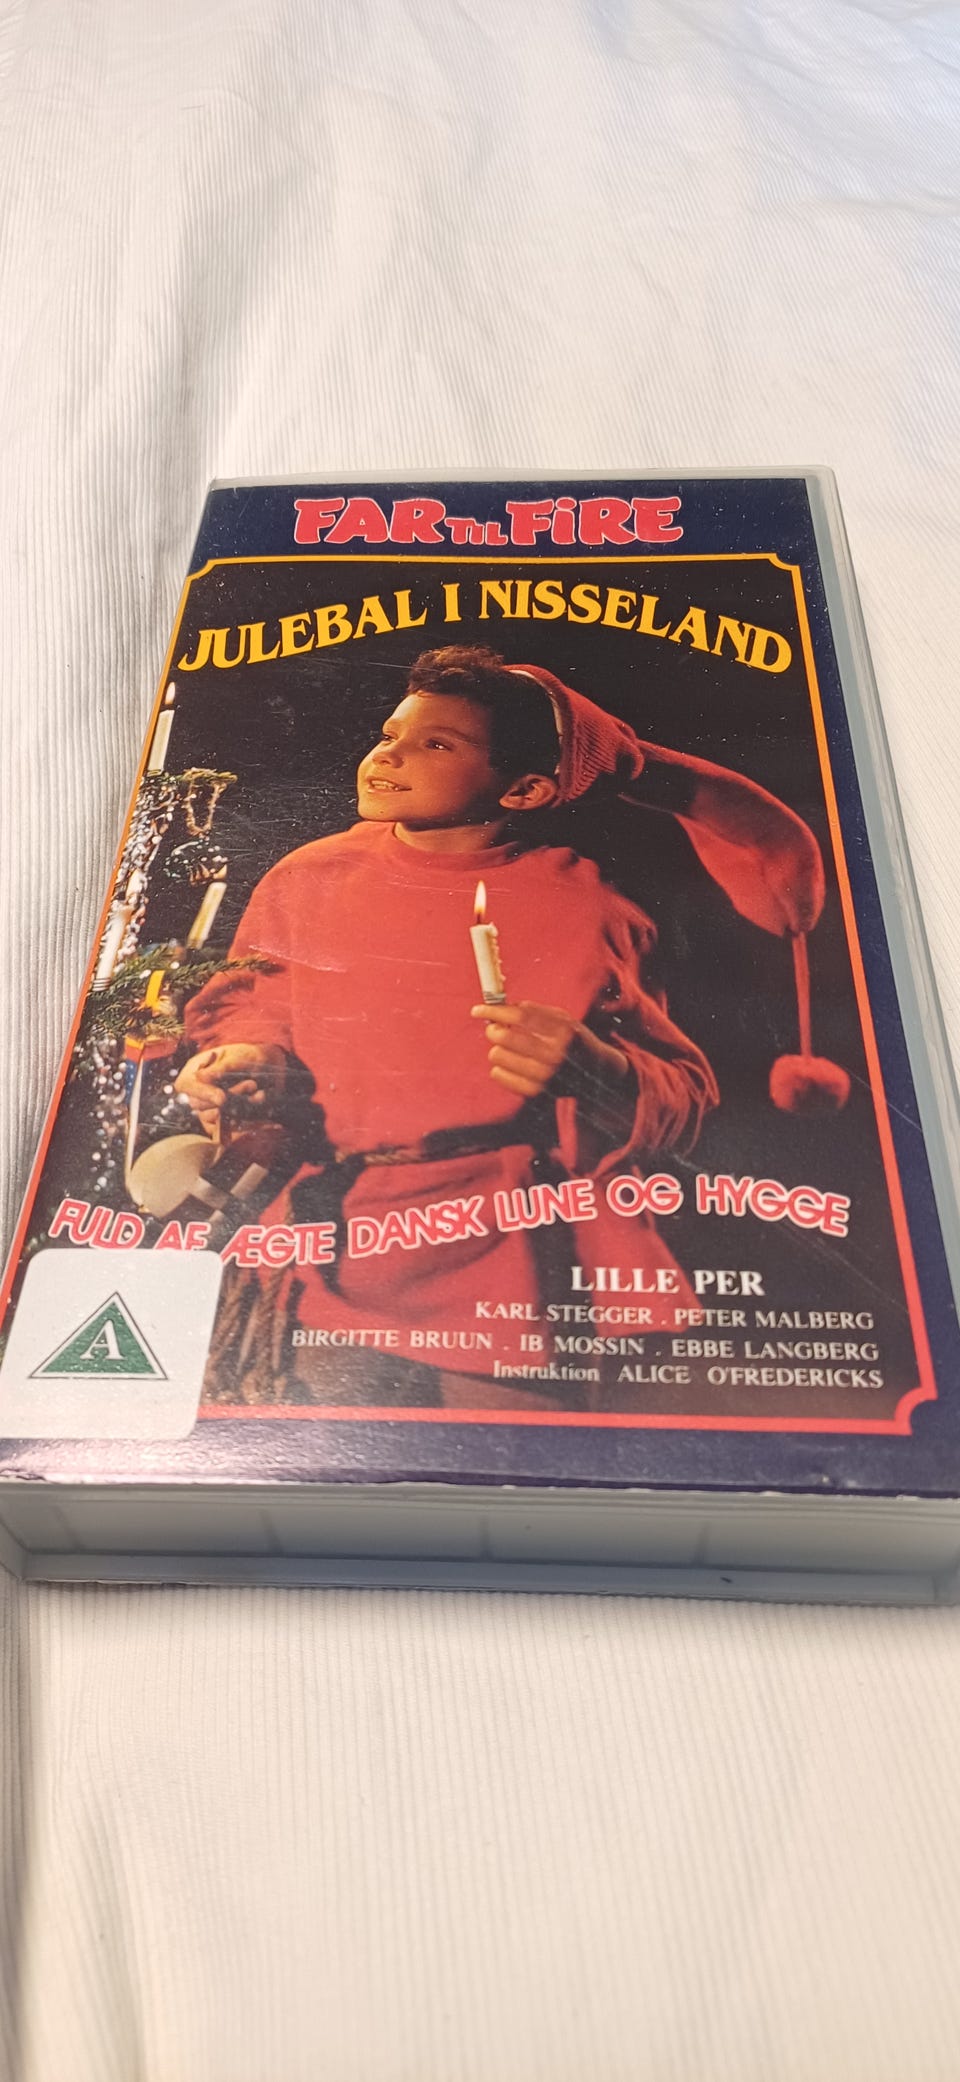 FAR TIL FIRE
JULEBAL I NISSELAND
FULD AF ÆGTE DANSK LUNE OG HYGGE
LILLE PER
KARL STEGGER . PETER MALBERG
BIRGITTE BRUUN . IB MOSSIN . EBBE LANGBERG
Instruktion ALICE O'FREDERICKS
A